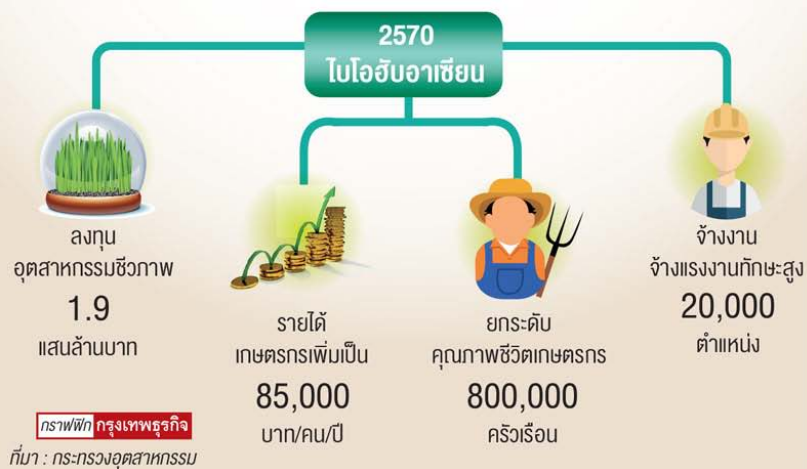 2570
ไบโอฮับอาเซียน
ลงทุน
อุตสาหกรรมชีวภาพ
1.9
แสนล้านบาท
รายได้
เกษตรกรเพิ่มเป็น
85,000
บาท/คน/ปี
ยกระดับ
คุณภาพชีวิตเกษตรกร
800,000
ครัวเรือน
จ้างงาน
จ้างแรงงานทักษะสูง
20,000
ตำแหน่ง
กราฟฟิก กรุงเทพธุรกิจ
ที่มา : กระทรวงอุตสาหกรรม